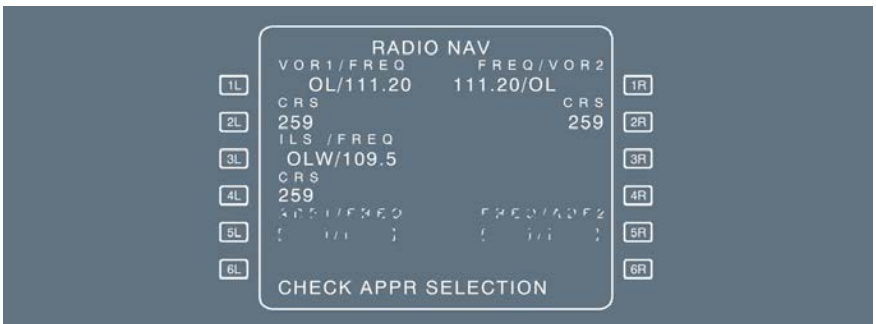 RADIO NAV
VOR1/FREQ FREQ/VOR2
1L OL/111.20 111.20/OL 1R
CRS CRS
2L 259 259 2R
ILS /FREQ
3L OLW/109.5 3R
CRS
4L 259 4R
5L 5R
6L 6R
CHECK APPR SELECTION